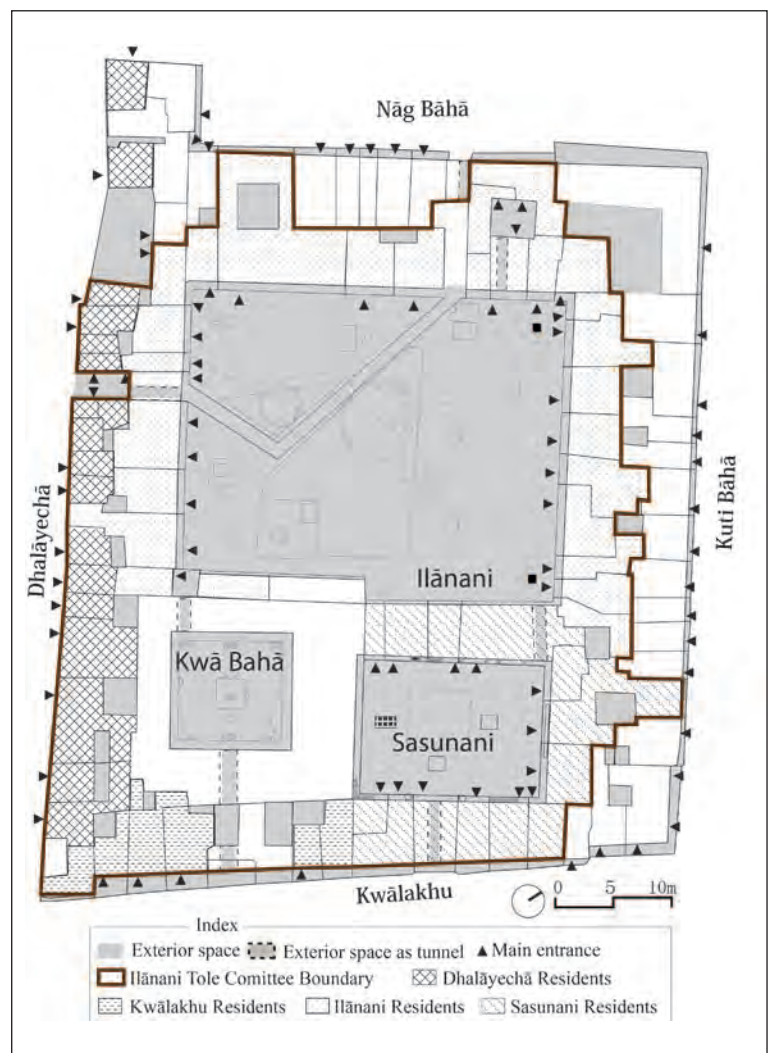 Nāg Bāhā
Dhalāyechā
Kuti Bāhā
Ilānani
Kwā Bahā
Sasunani
Kwālakhu
0 5 10m
Index
Exterior space Exterior space as tunnel Main entrance
Ilānani Tole Comittee Boundary Dhalāyechā Residents
Kwālakhu Residents Ilānani Residents Sasunani Residents